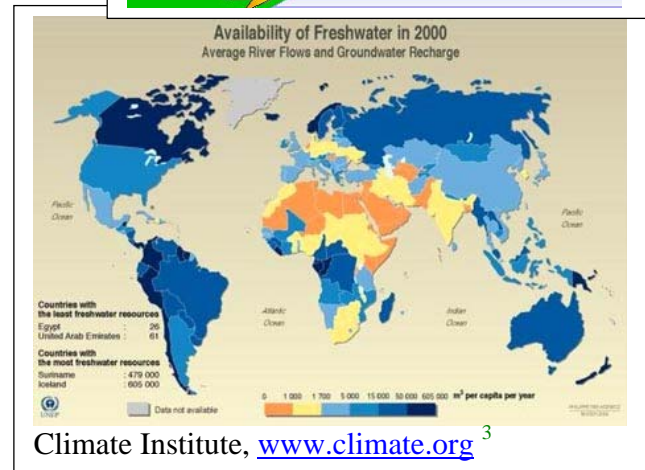 Availability of Freshwater in 2000
Average River Flows and Groundwater Recharge
Pacific
Ocean
Pacific
Ocean
Atlantic
Ocean
Indian
Ocean
Countries with
the least freshwater resources
Egypt : 26
United Arab Emirates : 61
Countries with
the most freshwater resources
Suriname : 479 000
Iceland : 605 000
UNEP
Data not available
0 1 000 1 700 5 000 15 000 50 000 605 000 m³ per capita per year
Climate Institute, www.climate.org 3